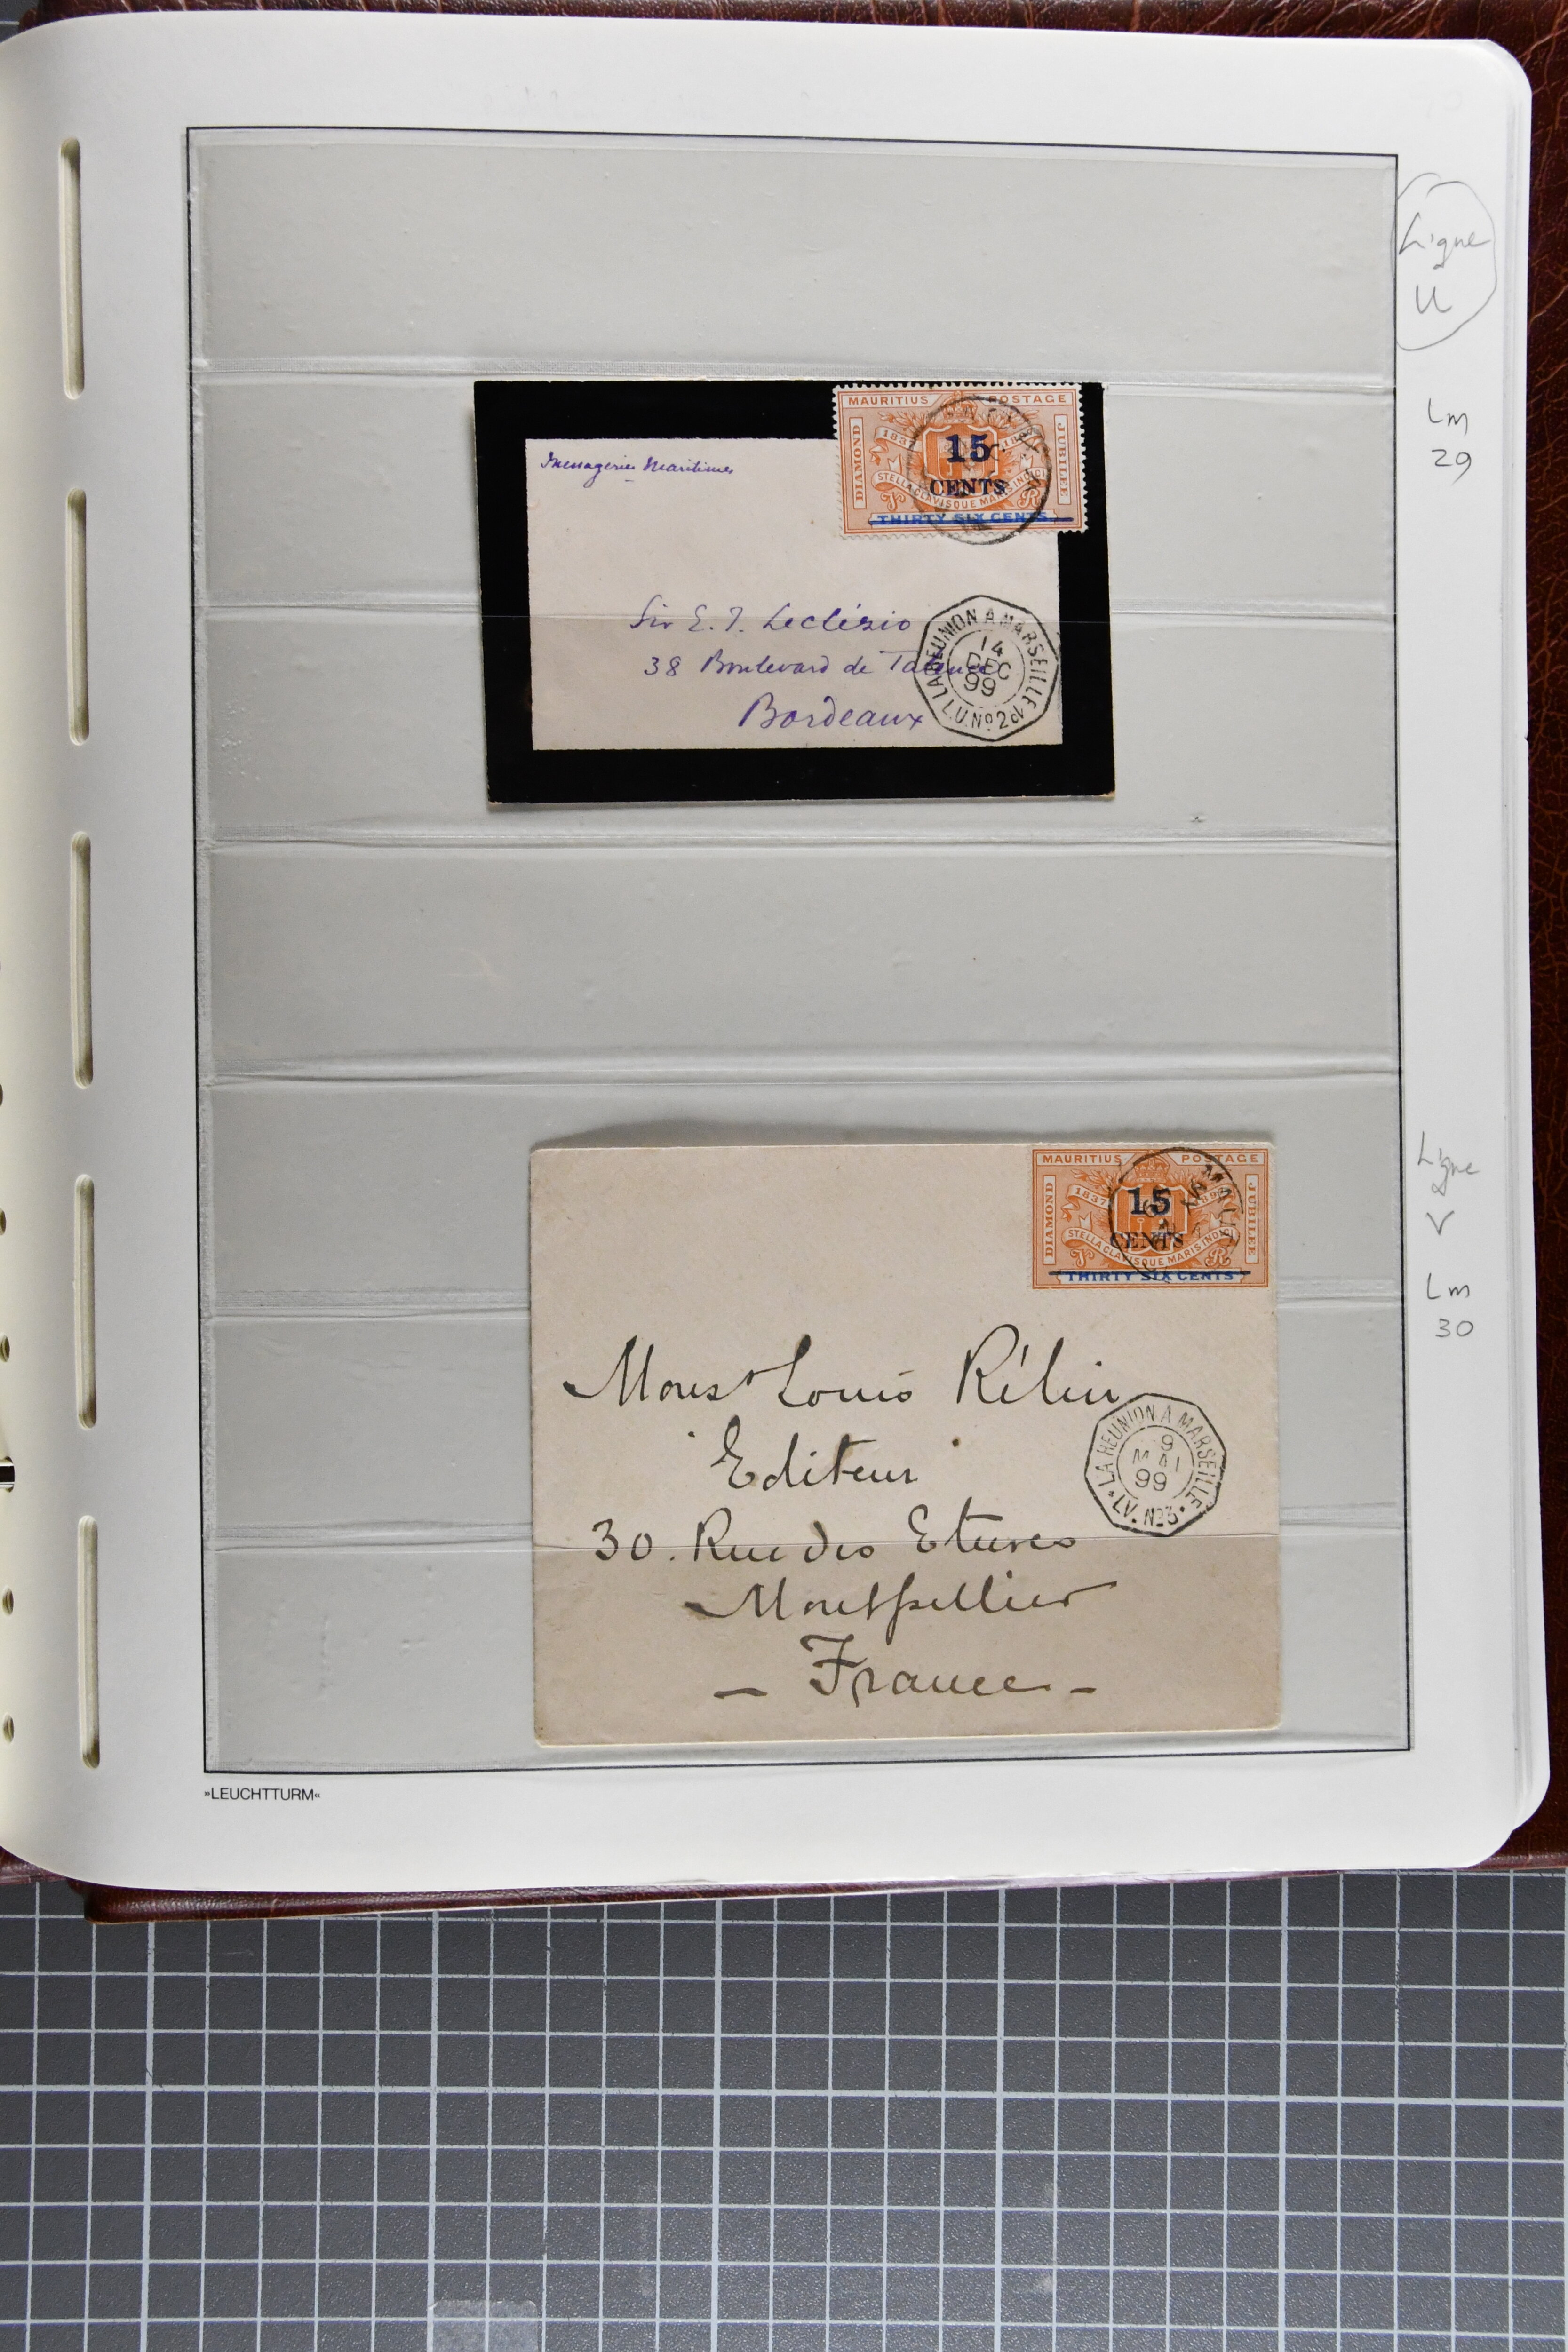 Ligne
U
Lm
29
Messageries Maritimes
MAURITIUS POSTAGE
DIAMOND
JUBILEE
15
CENTS
STELLA CLAVISQUE MARIS INDICI
THIRTY SIX CENTS
Sir E. J. Leclézio
38 Boulevard de
Bordeaux
LA REUNION A MARSEILLE
14
DEC
99
L.U. Nº 2
Ligne
V
Lm
30
MAURITIUS POSTAGE
DIAMOND
JUBILEE
1837
15
CENTS
STELLA CLAVISQUE MARIS INDICI
V R
THIRTY SIX CENTS
Monsr Louis
Editeur
30. Rue des Etuves
Montpellier
- France -
LA REUNION A MARSEILLE
9
MAI
99
L.V. Nº 3
»LEUCHTTURM«